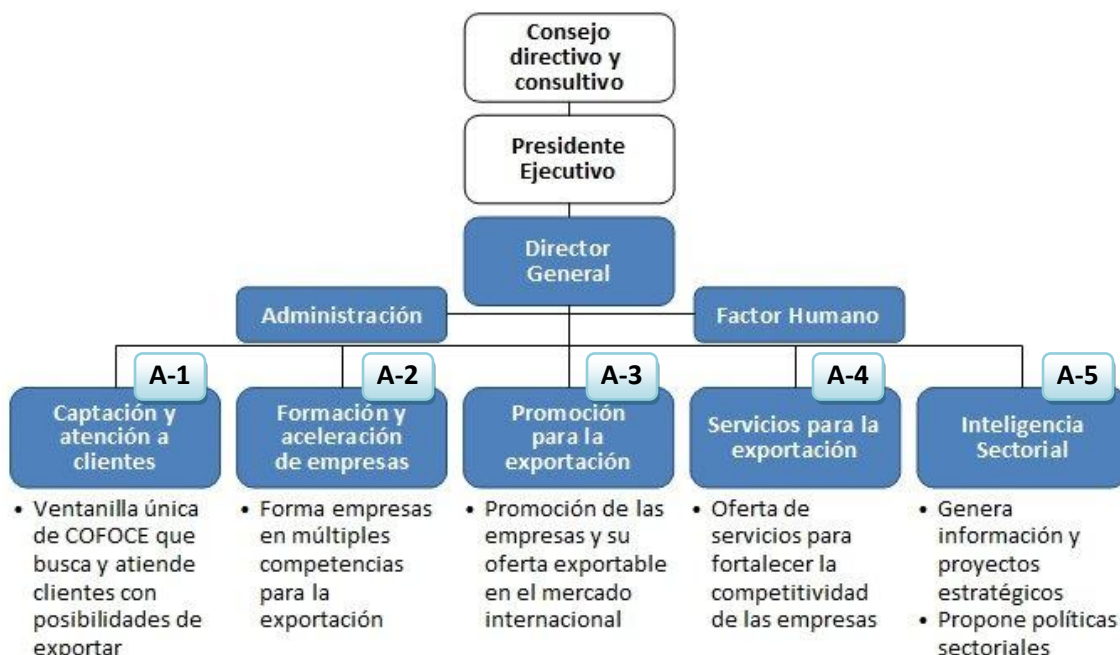 Consejo
directivo y
consultivo
Presidente
Ejecutivo
Director
General
Administración
Factor Humano
A-1
Captación y
atención a
clientes
• Ventanilla única
de COFOCE que
busca y atiende
clientes con
posibilidades de
exportar
A-2
Formación y
aceleración
de empresas
• Forma empresas
en múltiples
competencias
para la
exportación
A-3
Promoción
para la
exportación
• Promoción de las
empresas y su
oferta exportable
en el mercado
internacional
A-4
Servicios para la
exportación
• Oferta de
servicios para
fortalecer la
competitividad
de las empresas
A-5
Inteligencia
Sectorial
• Genera
información y
proyectos
estratégicos
• Propone políticas
sectoriales